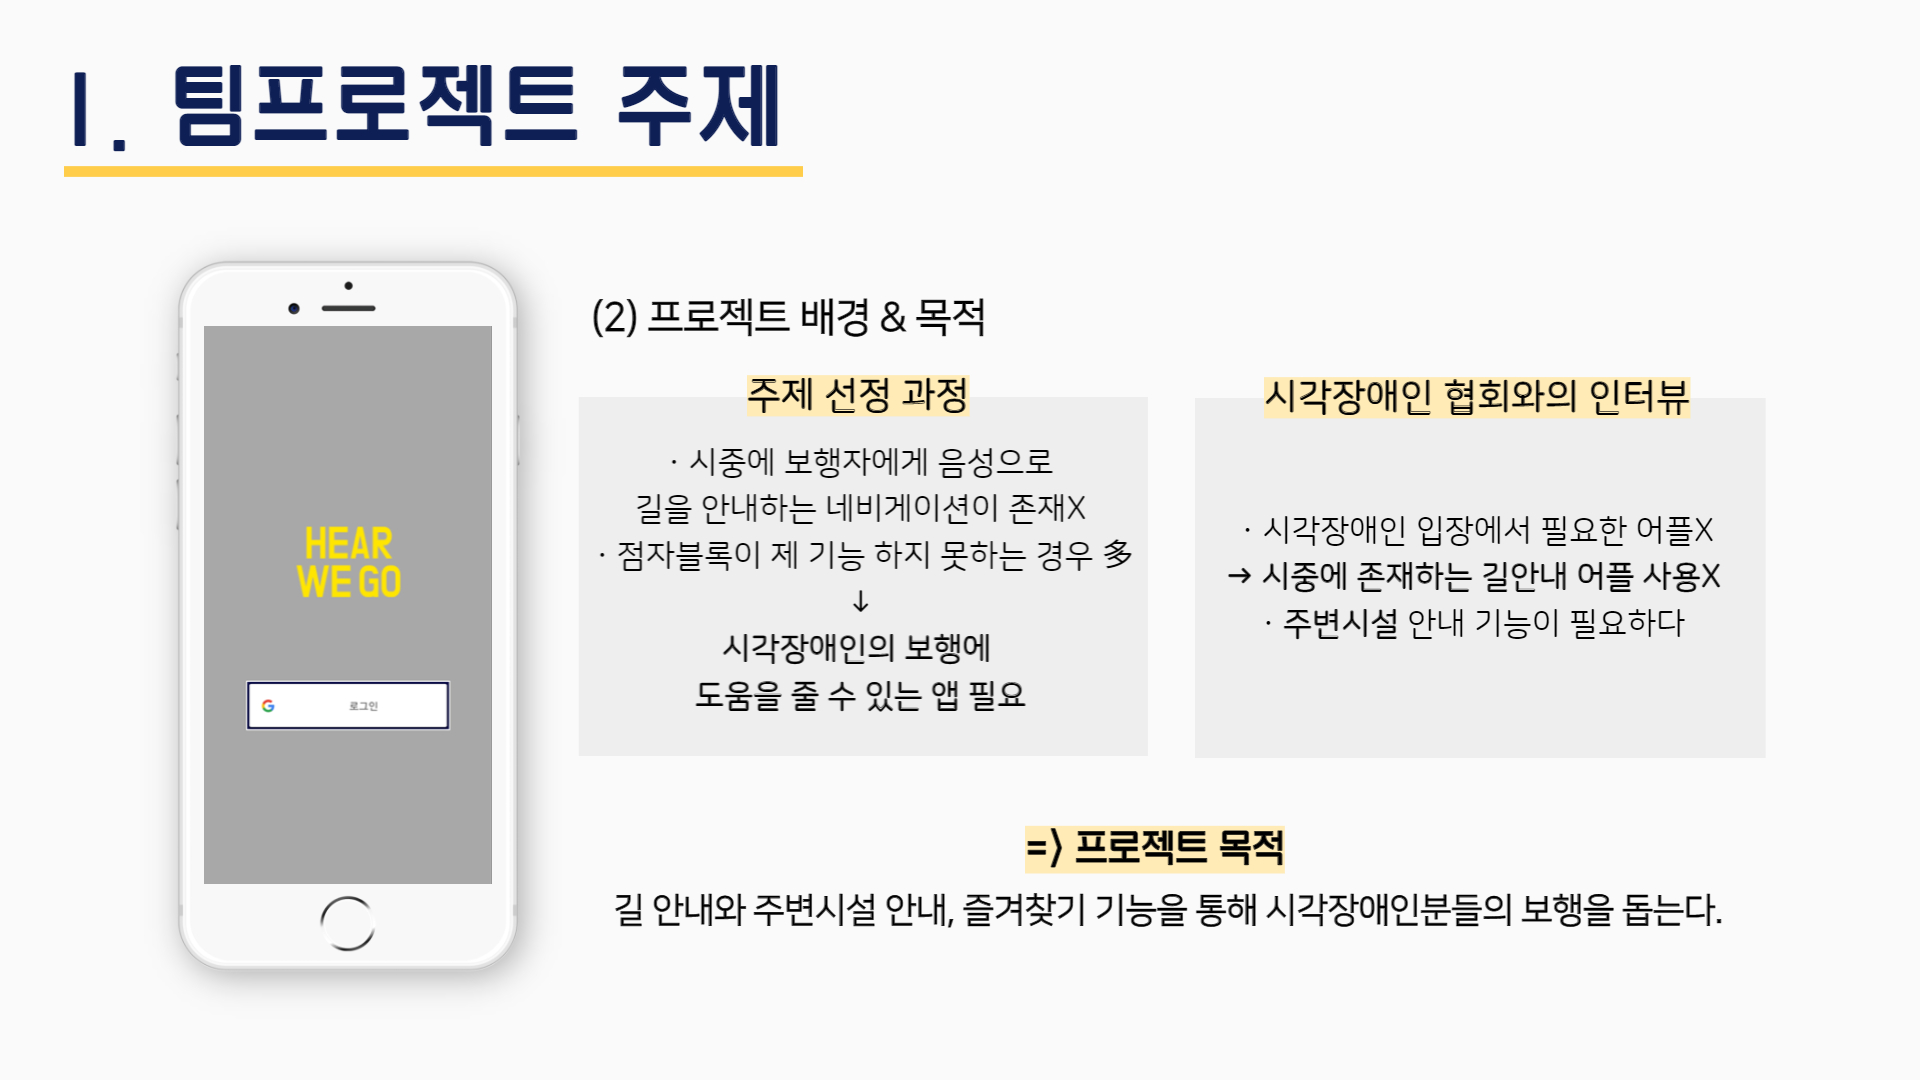 I. 팀프로젝트 주제
HEAR
WE GO
로그인
(2) 프로젝트 배경 & 목적
주제 선정 과정
· 시중에 보행자에게 음성으로
길을 안내하는 네비게이션이 존재X
· 점자블록이 제 기능 하지 못하는 경우 多
↓
시각장애인의 보행에
도움을 줄 수 있는 앱 필요
시각장애인 협회와의 인터뷰
· 시각장애인 입장에서 필요한 어플X
→ 시중에 존재하는 길안내 어플 사용X
· 주변시설 안내 기능이 필요하다
=> 프로젝트 목적
길 안내와 주변시설 안내, 즐겨찾기 기능을 통해 시각장애인분들의 보행을 돕는다.